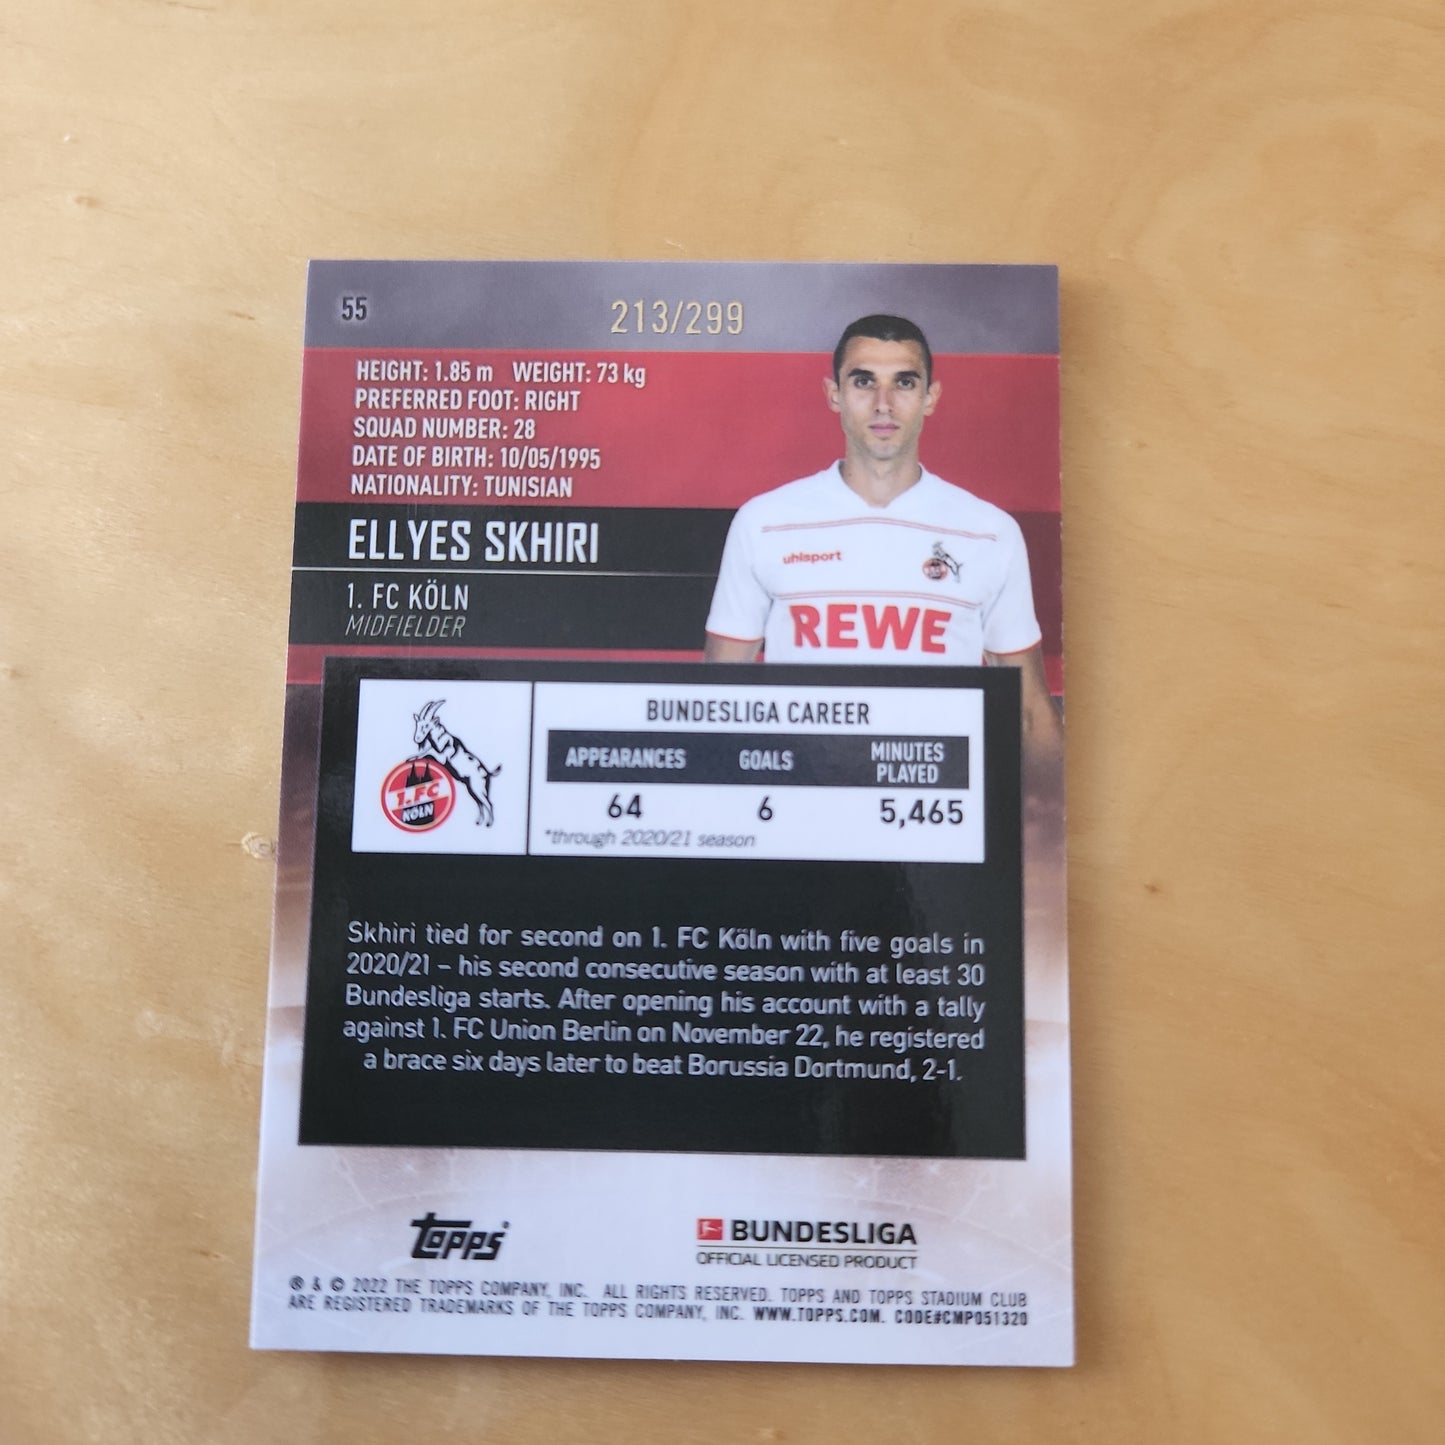 55
213/299
HEIGHT: 1.85 m WEIGHT: 73 kg
PREFERRED FOOT: RIGHT
SQUAD NUMBER: 28
DATE OF BIRTH: 10/05/1995
NATIONALITY: TUNISIAN
ELLYES SKHIRI
1. FC KÖLN
MIDFIELDER
uhlsport
REWE
1. FC
KÖLN
BUNDESLIGA CAREER
APPEARANCES GOALS MINUTES PLAYED
64 6 5,465
*through 2020/21 season
Skhiri tied for second on 1. FC Köln with five goals in
2020/21 – his second consecutive season with at least 30
Bundesliga starts. After opening his account with a tally
against 1. FC Union Berlin on November 22, he registered
a brace six days later to beat Borussia Dortmund, 2-1.
Topps®
BUNDESLIGA
OFFICIAL LICENSED PRODUCT
® & © 2022 THE TOPPS COMPANY, INC. ALL RIGHTS RESERVED. TOPPS AND TOPPS STADIUM CLUB
ARE REGISTERED TRADEMARKS OF THE TOPPS COMPANY, INC. WWW.TOPPS.COM. CODE#CMP051320